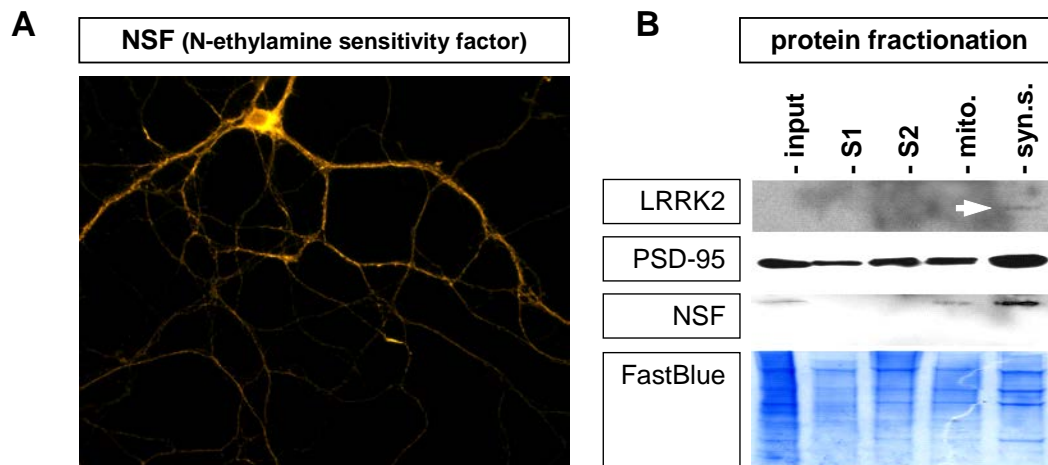 A
NSF (N-ethylamine sensitivity factor)
B
protein fractionation
- input
- S1
- S2
- mito.
- syn.s.
LRRK2
PSD-95
NSF
FastBlue